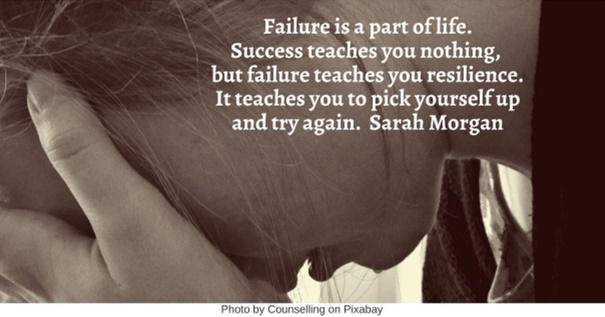 Failure is a part of life.
Success teaches you nothing,
but failure teaches you resilience.
It teaches you to pick yourself up
and try again.  Sarah Morgan
Photo by Counselling on Pixabay